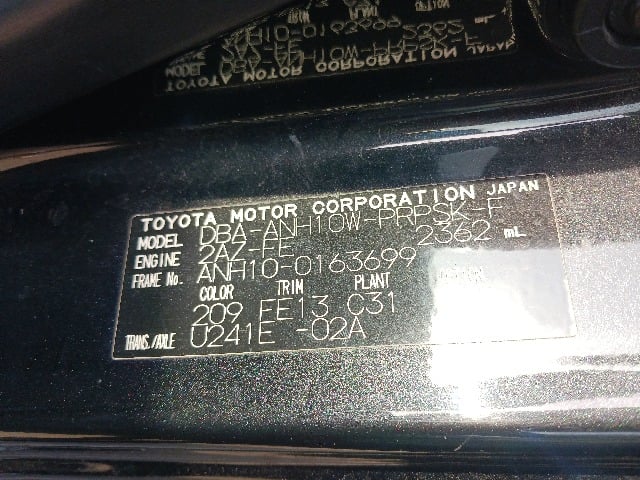 TOYOTA MOTOR CORPORATION JAPAN
MODEL DBA-ANH10W-PRPSK-F
ENGINE 2AZ-FE 2362 mL
FRAME No. ANH10-0163699
COLOR TRIM PLANT
209 FE13 C31
TRANS./AXLE U241E -02A